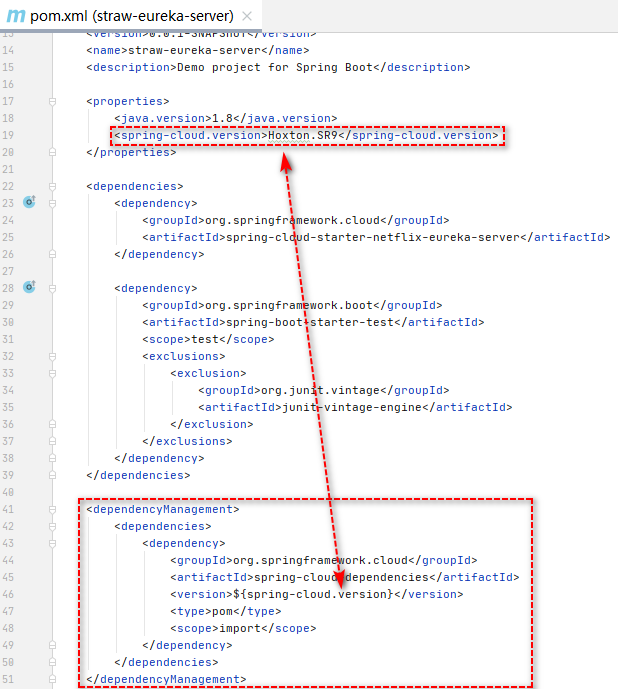 m pom.xml (straw-eureka-server) ×
13 <version>0.0.1-SNAPSHOT</version>
14 <name>straw-eureka-server</name>
15 <description>Demo project for Spring Boot</description>
16
17 <properties>
18 <java.version>1.8</java.version>
19 <spring-cloud.version>Hoxton.SR9</spring-cloud.version>
20 </properties>
21
22 <dependencies>
23 <dependency>
24 <groupId>org.springframework.cloud</groupId>
25 <artifactId>spring-cloud-starter-netflix-eureka-server</artifactId>
26 </dependency>
27
28 <dependency>
29 <groupId>org.springframework.boot</groupId>
30 <artifactId>spring-boot-starter-test</artifactId>
31 <scope>test</scope>
32 <exclusions>
33 <exclusion>
34 <groupId>org.junit.vintage</groupId>
35 <artifactId>junit-vintage-engine</artifactId>
36 </exclusion>
37 </exclusions>
38 </dependency>
39 </dependencies>
40
41 <dependencyManagement>
42 <dependencies>
43 <dependency>
44 <groupId>org.springframework.cloud</groupId>
45 <artifactId>spring-cloud-dependencies</artifactId>
46 <version>${spring-cloud.version}</version>
47 <type>pom</type>
48 <scope>import</scope>
49 </dependency>
50 </dependencies>
51 </dependencyManagement>